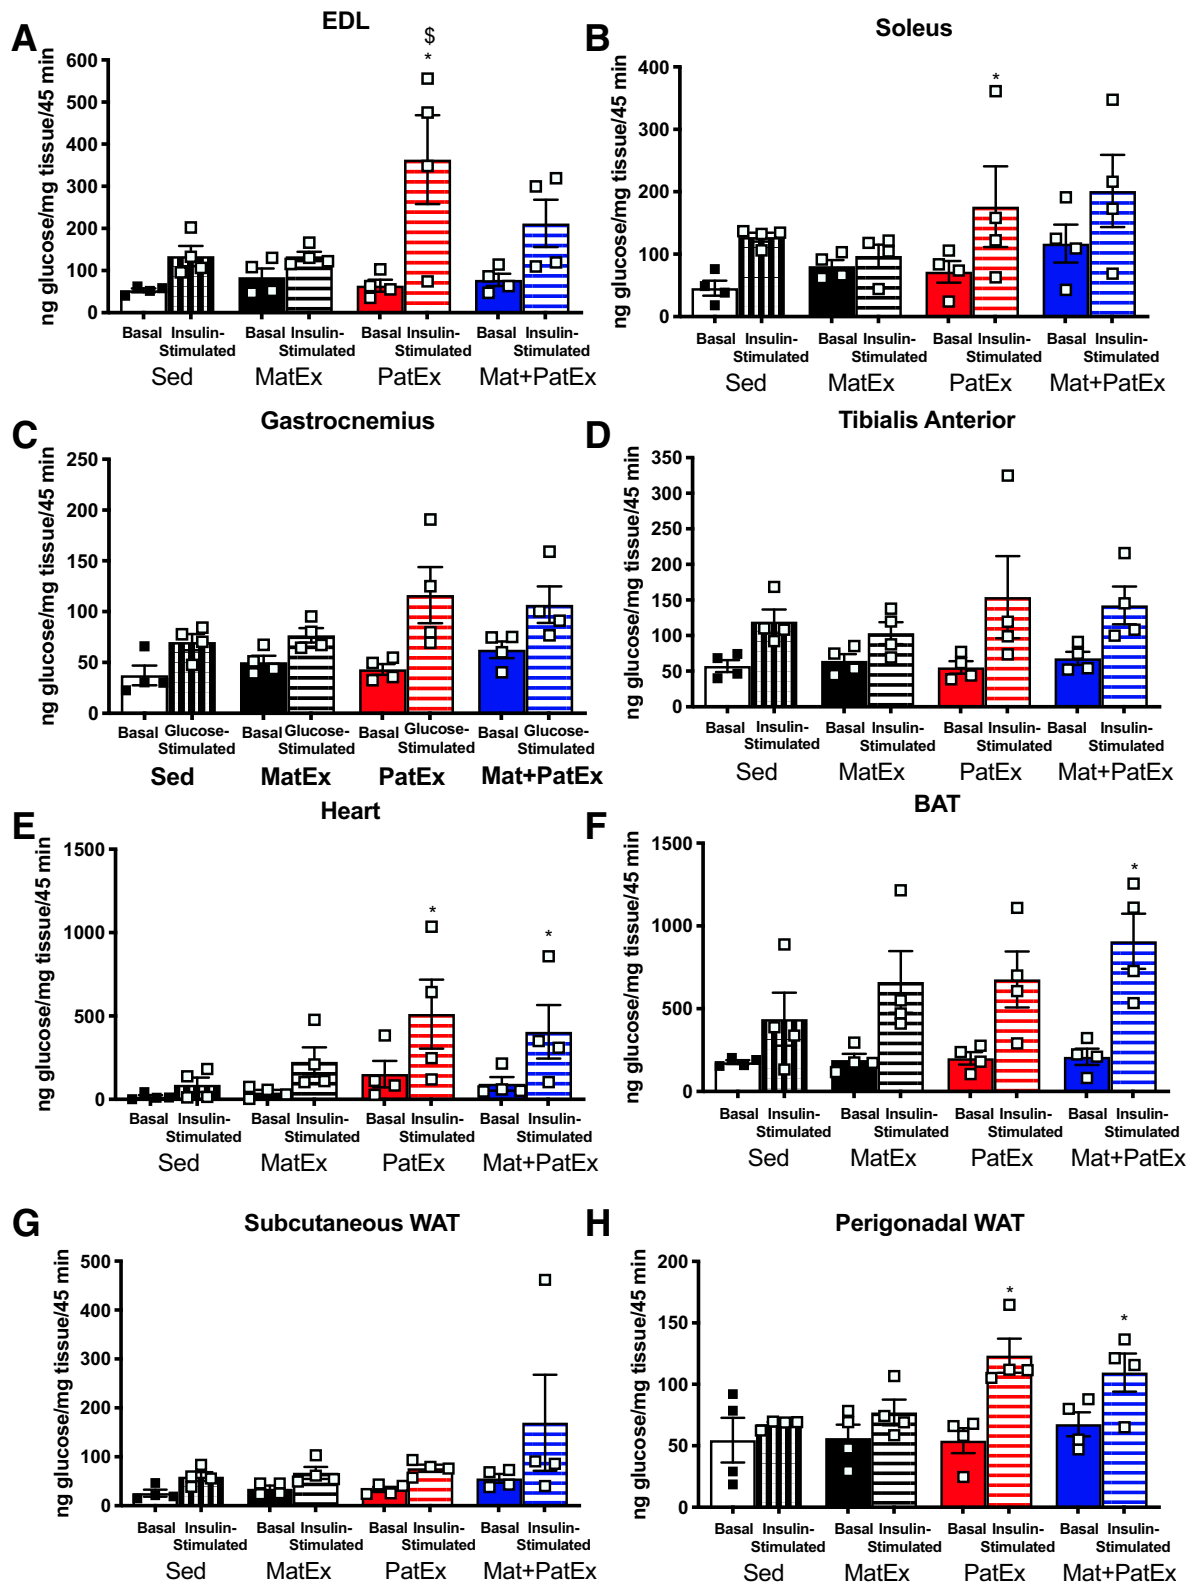 A
EDL
ng glucose/mg tissue/45 min
600
500
400
300
200
100
0
$
*
Basal Insulin-Stimulated Basal Insulin-Stimulated Basal Insulin-Stimulated Basal Insulin-Stimulated
Sed MatEx PatEx Mat+PatEx
B
Soleus
ng glucose/mg tissue/45 min
400
300
200
100
0
*
Basal Insulin-Stimulated Basal Insulin-Stimulated Basal Insulin-Stimulated Basal Insulin-Stimulated
Sed MatEx PatEx Mat+PatEx
C
Gastrocnemius
ng glucose/mg tissue/45 min
250
200
150
100
50
0
Basal Glucose-Stimulated Basal Glucose-Stimulated Basal Glucose-Stimulated Basal Glucose-Stimulated
Sed MatEx PatEx Mat+PatEx
D
Tibialis Anterior
ng glucose/mg tissue/45 min
350
300
250
200
150
100
50
0
Basal Insulin-Stimulated Basal Insulin-Stimulated Basal Insulin-Stimulated Basal Insulin-Stimulated
Sed MatEx PatEx Mat+PatEx
E
Heart
ng glucose/mg tissue/45 min
1500
1000
500
0
*
*
Basal Insulin-Stimulated Basal Insulin-Stimulated Basal Insulin-Stimulated Basal Insulin-Stimulated
Sed MatEx PatEx Mat+PatEx
F
BAT
ng glucose/mg tissue/45 min
1500
1000
500
0
*
Basal Insulin-Stimulated Basal Insulin-Stimulated Basal Insulin-Stimulated Basal Insulin-Stimulated
Sed MatEx PatEx Mat+PatEx
G
Subcutaneous WAT
ng glucose/mg tissue/45 min
500
400
300
200
100
0
Basal Insulin-Stimulated Basal Insulin-Stimulated Basal Insulin-Stimulated Basal Insulin-Stimulated
Sed MatEx PatEx Mat+PatEx
H
Perigonadal WAT
ng glucose/mg tissue/45 min
200
150
100
50
0
*
*
Basal Insulin-Stimulated Basal Insulin-Stimulated Basal Insulin-Stimulated Basal Insulin-Stimulated
Sed MatEx PatEx Mat+PatEx